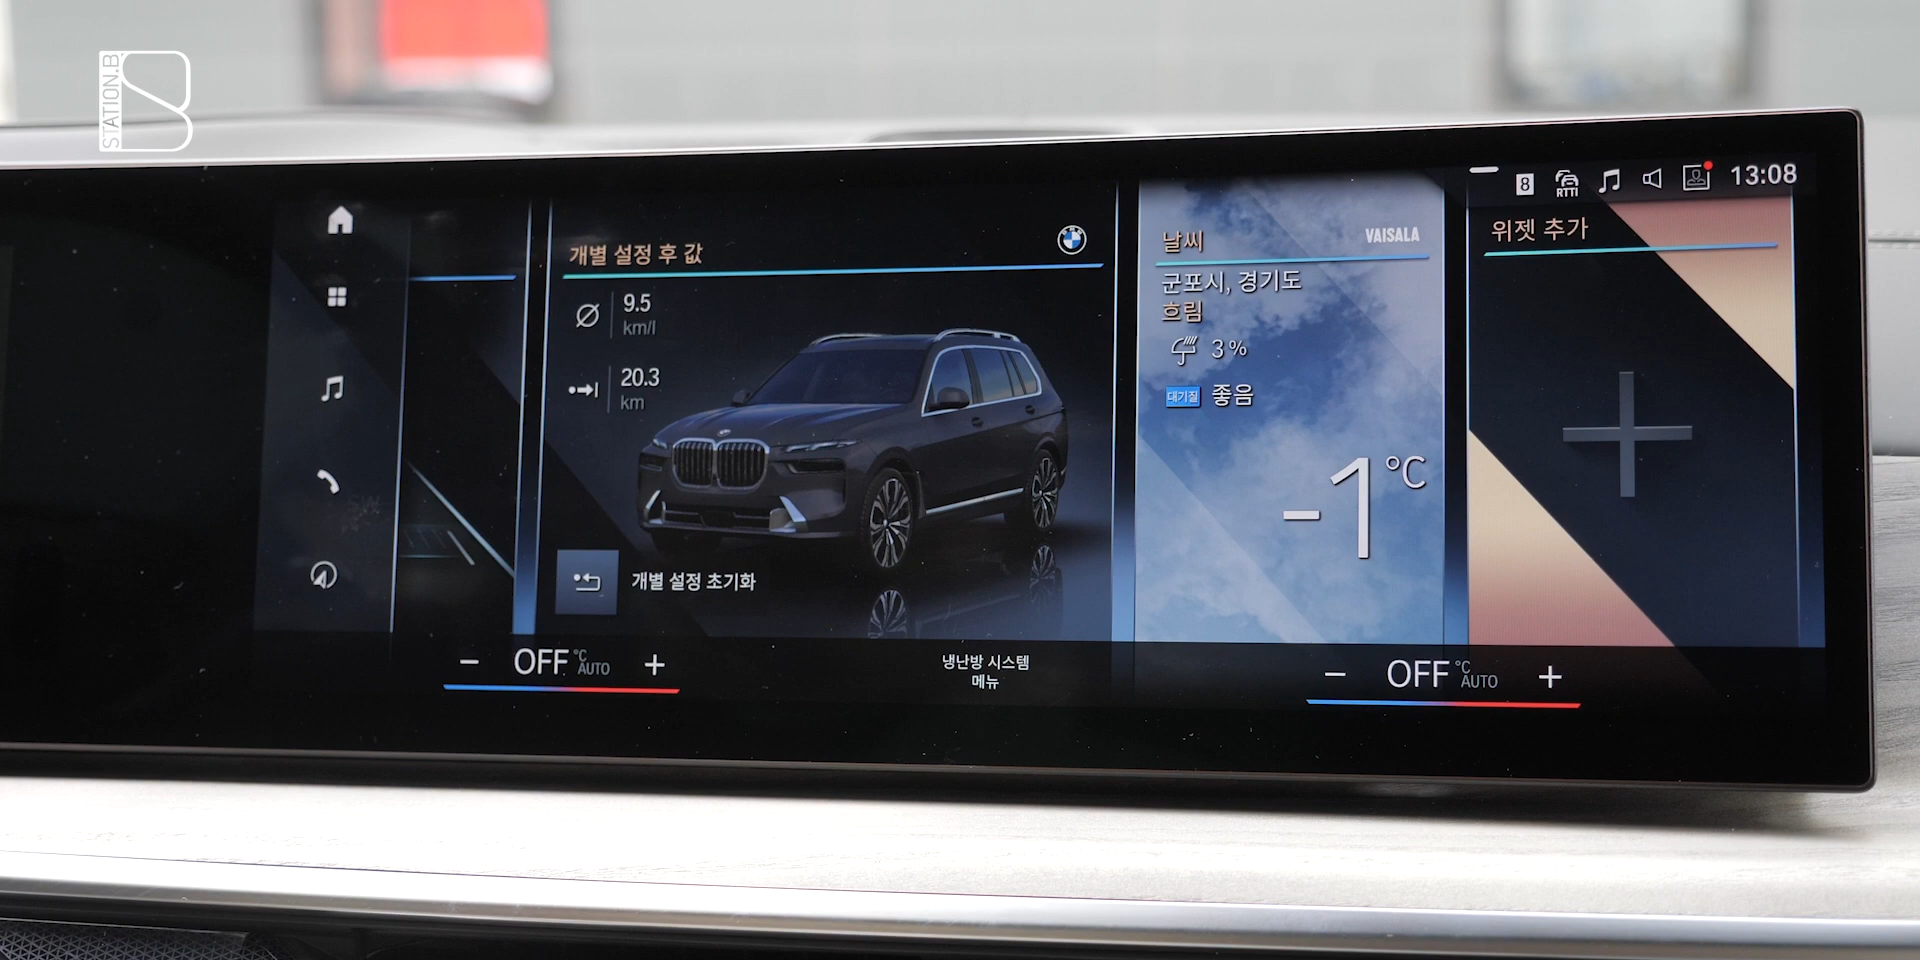 STATION.B
8
RTTI
13:08
개별 설정 후 값
9.5
km/l
20.3
km
개별 설정 초기화
날씨
VAISALA
군포시, 경기도
흐림
3%
대기질 좋음
-1°C
위젯 추가
- OFF °C AUTO +
냉난방 시스템
메뉴
- OFF °C AUTO +